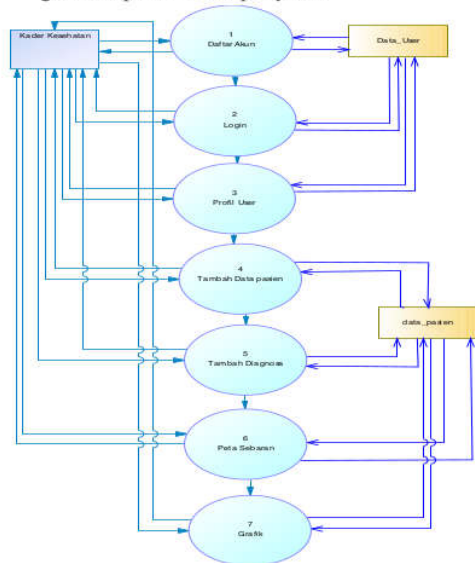 Kader Kesehatan
1
Daftar Akun
Data_User
2
Login
3
Profil User
4
Tambah Data pasien
data_pasien
5
Tambah Diagnosa
6
Peta Sebaran
7
Grafik